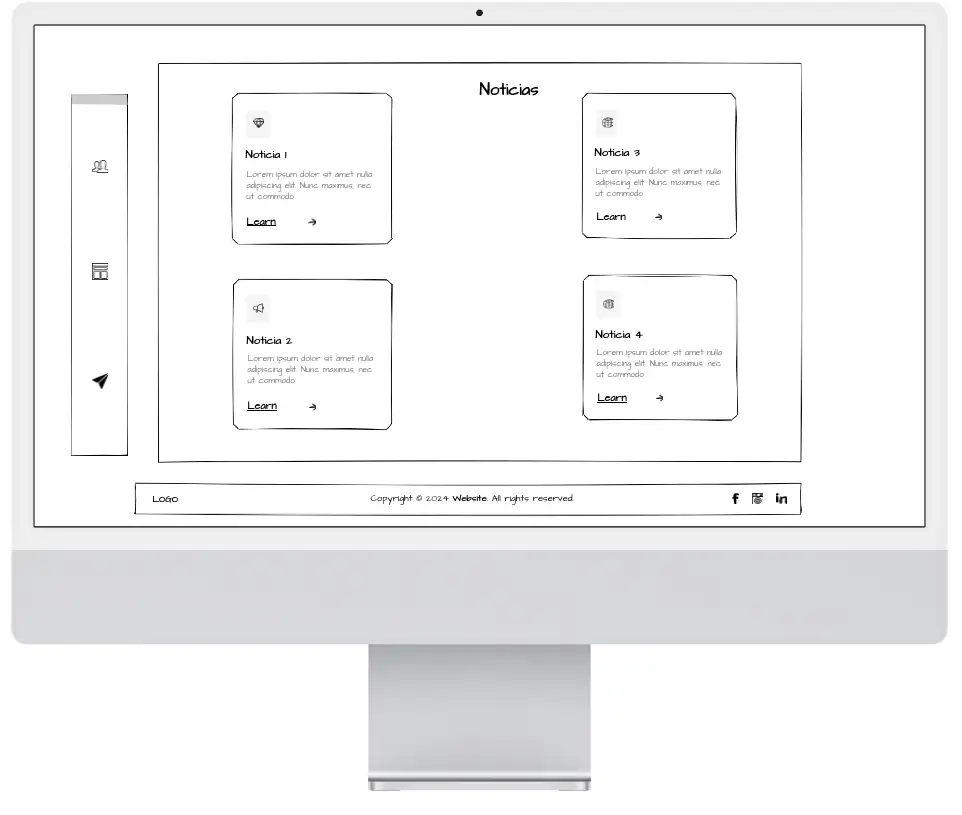 Noticias
Noticia 1
Lorem ipsum dolor sit amet nulla
adipiscing elit. Nunc maximus, nec
ut commodo
Learn
Noticia 3
Lorem ipsum dolor sit amet nulla
adipiscing elit. Nunc maximus, nec
ut commodo
Learn
Noticia 2
Lorem ipsum dolor sit amet nulla
adipiscing elit. Nunc maximus, nec
ut commodo
Learn
Noticia 4
Lorem ipsum dolor sit amet nulla
adipiscing elit. Nunc maximus, nec
ut commodo
Learn
LOGO
Copyright © 2024 Website. All rights reserved.